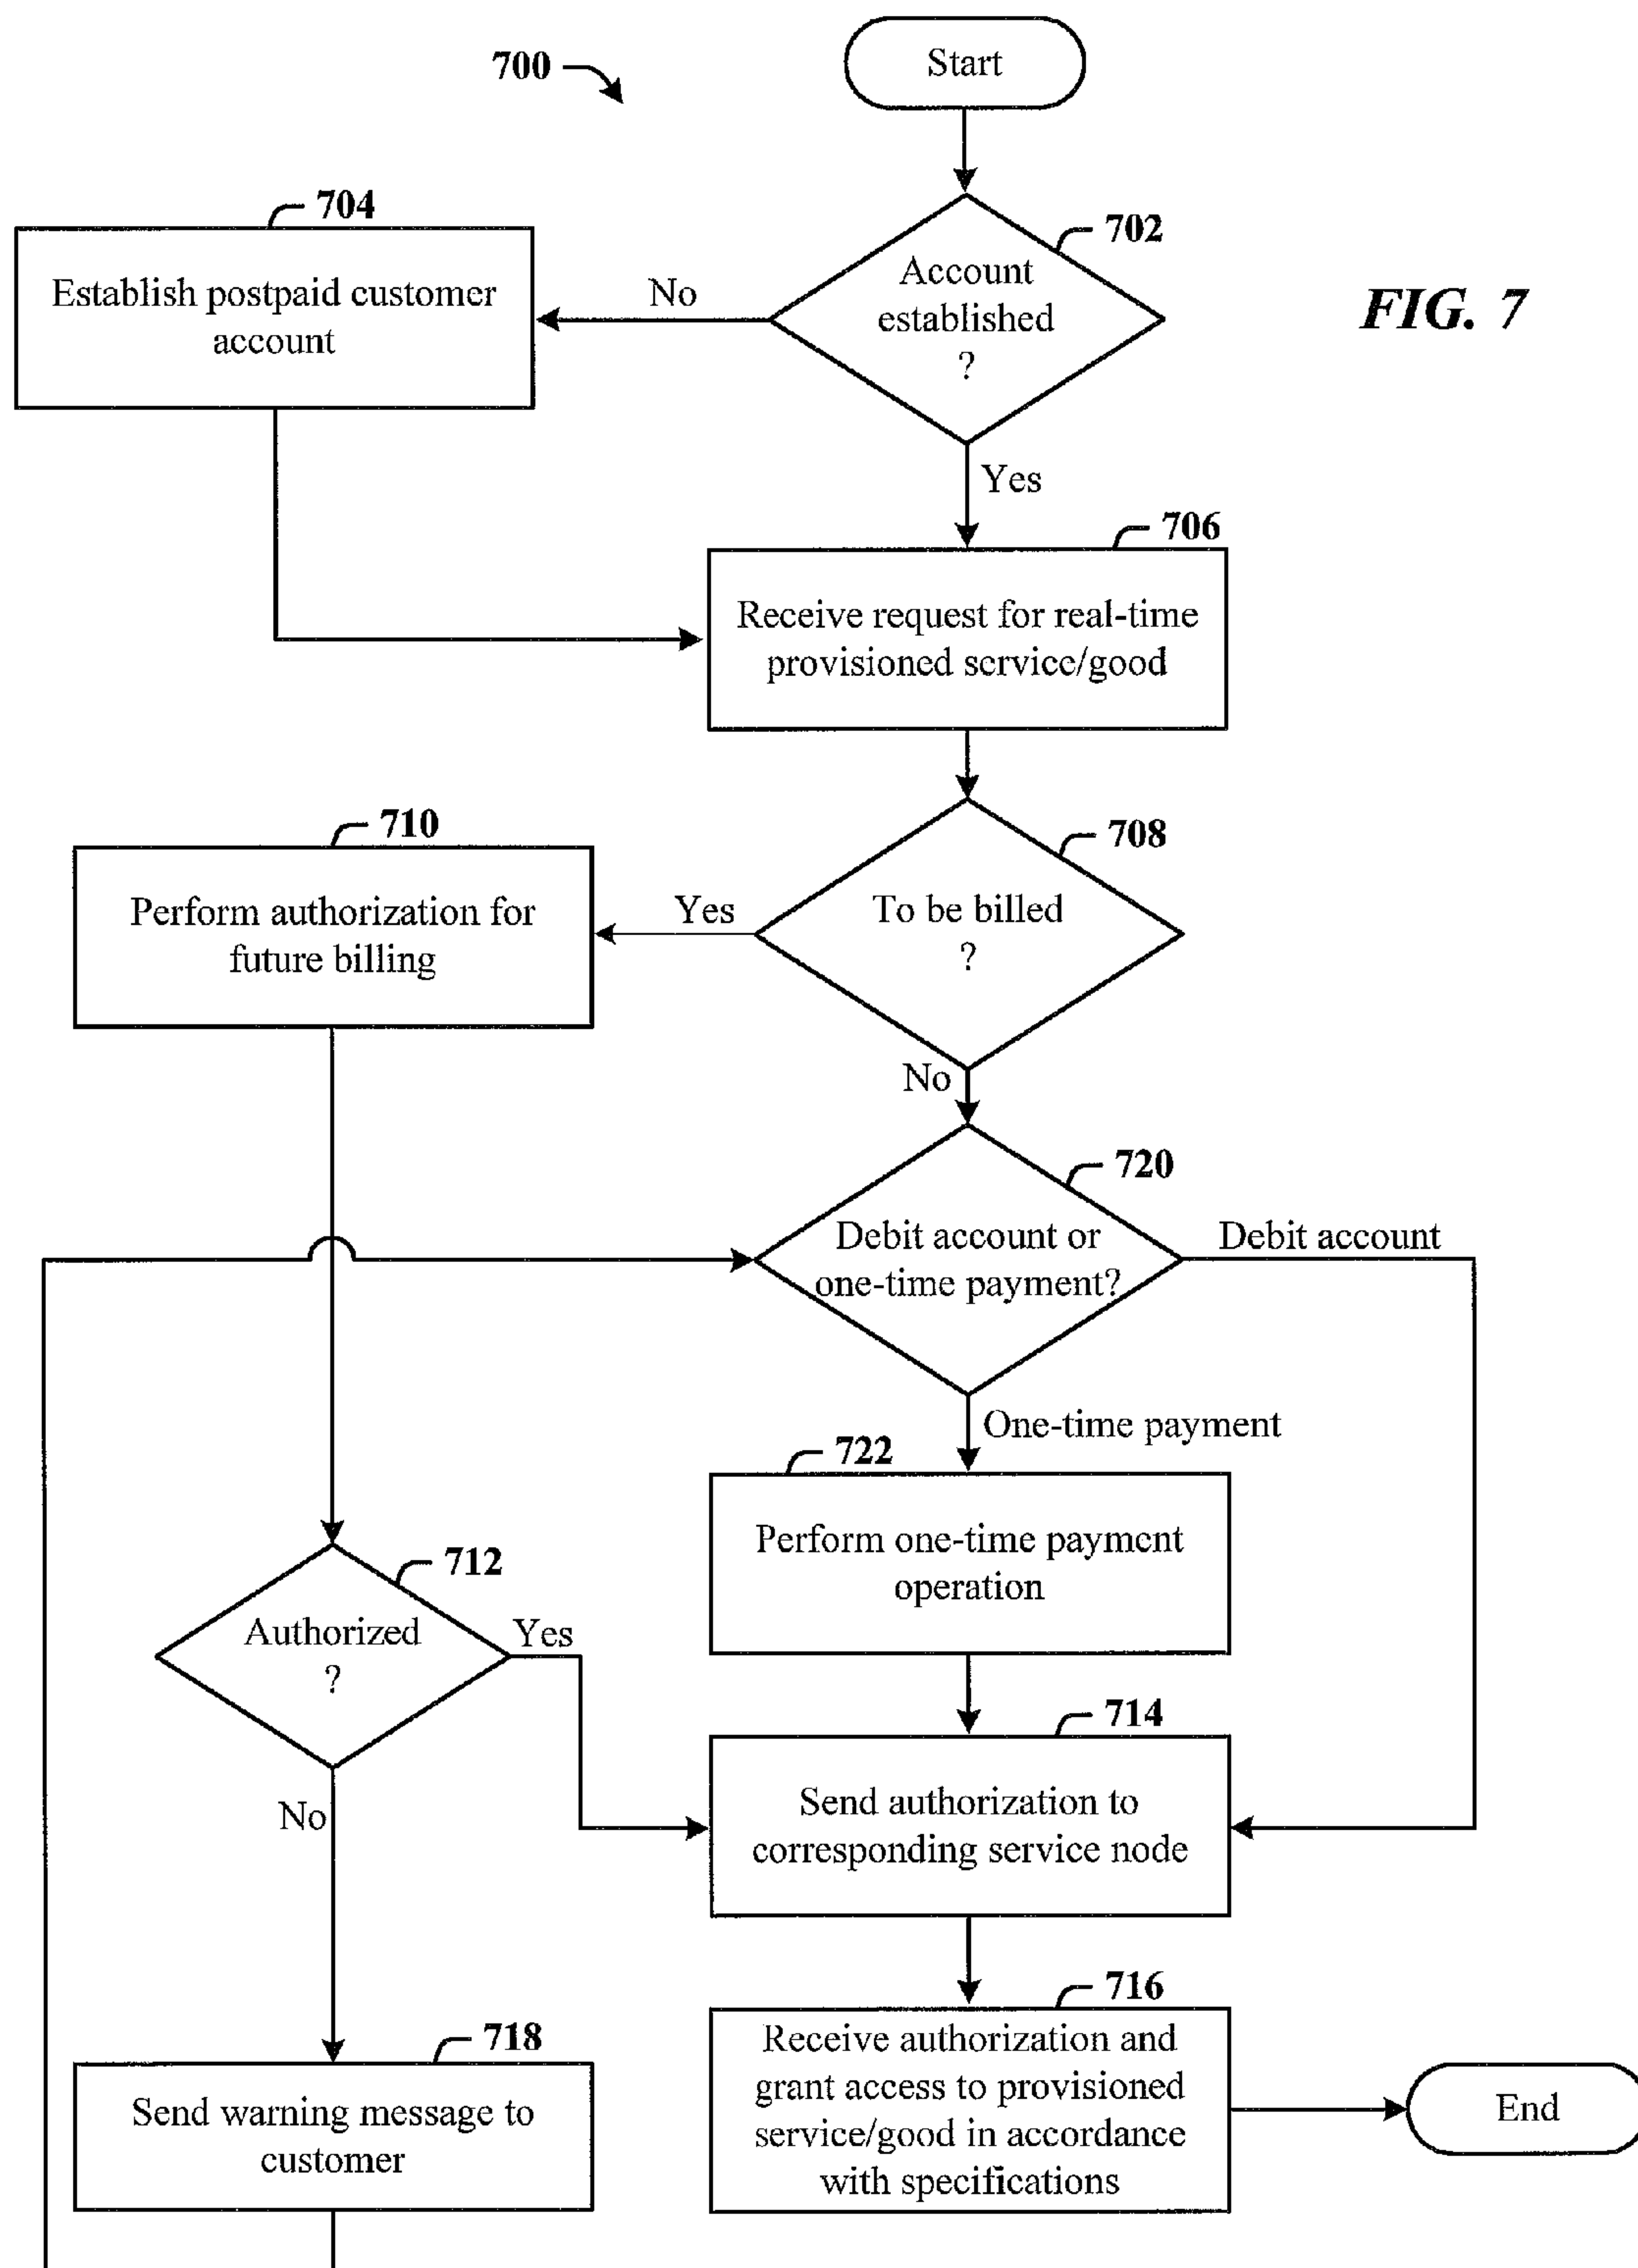 700
Start
704
702
Establish postpaid customer
account
No
Account
established
?
FIG. 7
Yes
706
Receive request for real-time
provisioned service/good
710
708
Perform authorization for
future billing
Yes
To be billed
?
No
720
Debit account or
one-time payment?
Debit account
One-time payment
722
Perform one-time payment
operation
712
Authorized
?
Yes
714
No
Send authorization to
corresponding service node
716
718
Receive authorization and
grant access to provisioned
service/good in accordance
with specifications
Send warning message to
customer
End